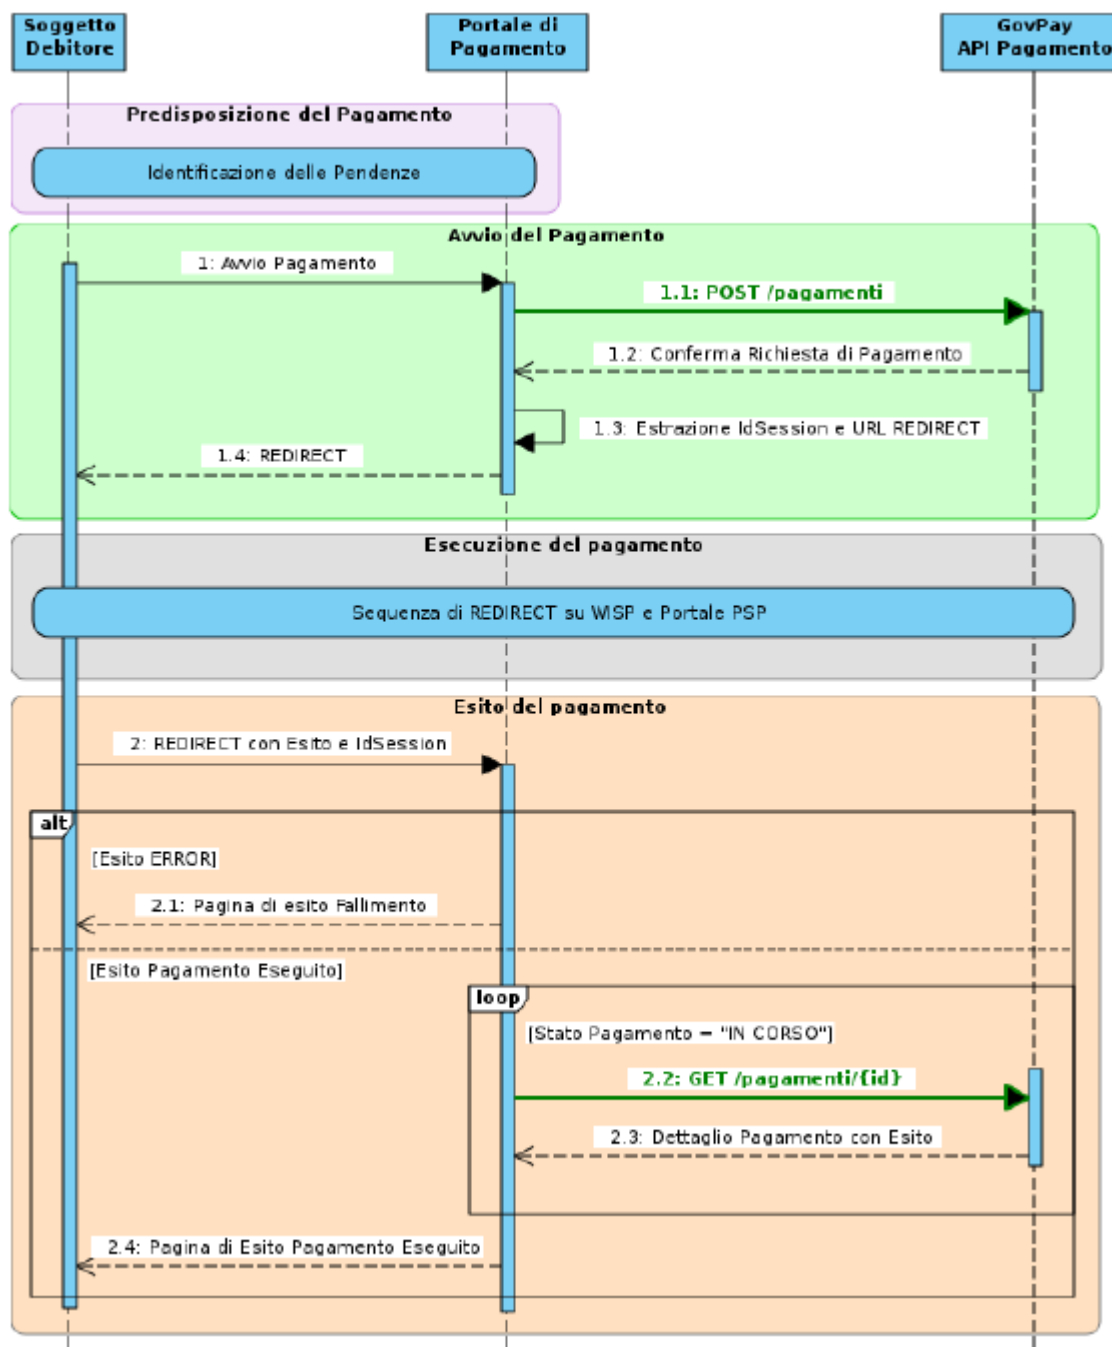 Soggetto
Debitore
Portale di
Pagamento
GovPay
API Pagamento
Predisposizione del Pagamento
Identificazione delle Pendenze
Avvio del Pagamento
1: Avvio Pagamento
1.1: POST /pagamenti
1.2: Conferma Richiesta di Pagamento
1.3: Estrazione IdSession e URL REDIRECT
1.4: REDIRECT
Esecuzione del pagamento
Sequenza di REDIRECT su WISP e Portale PSP
Esito del pagamento
2: REDIRECT con Esito e IdSession
alt
[Esito ERROR]
2.1: Pagina di esito Fallimento
[Esito Pagamento Eseguito]
loop
[Stato Pagamento = "IN CORSO"]
2.2: GET /pagamenti/{id}
2.3: Dettaglio Pagamento con Esito
2.4: Pagina di Esito Pagamento Eseguito